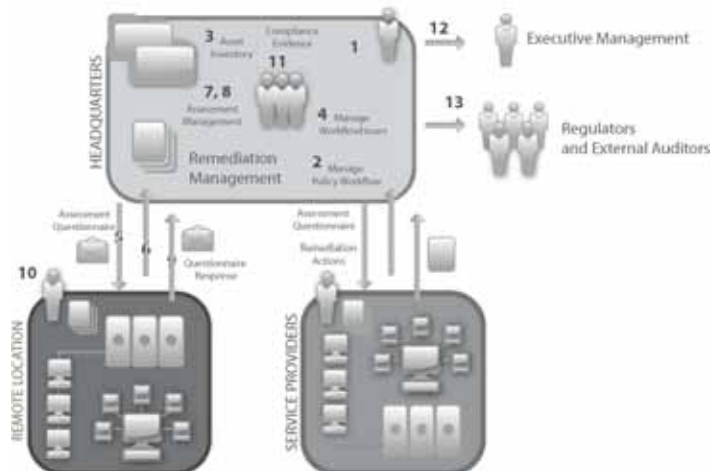 HEADQUARTERS
3 Asset
Inventory
Compliance
Evidence
11
1
12
Executive Management
7, 8
Assessment
Management
4 Manage
Workflow/Issues
13
Regulators
and External Auditors
Remediation
Management
2 Manage
Policy Workflow
Assessment
Questionnaire
5
6
9
Questionnaire
Response
Assessment
Questionnaire
Remediation
Actions
10
REMOTE LOCATION
SERVICE PROVIDERS